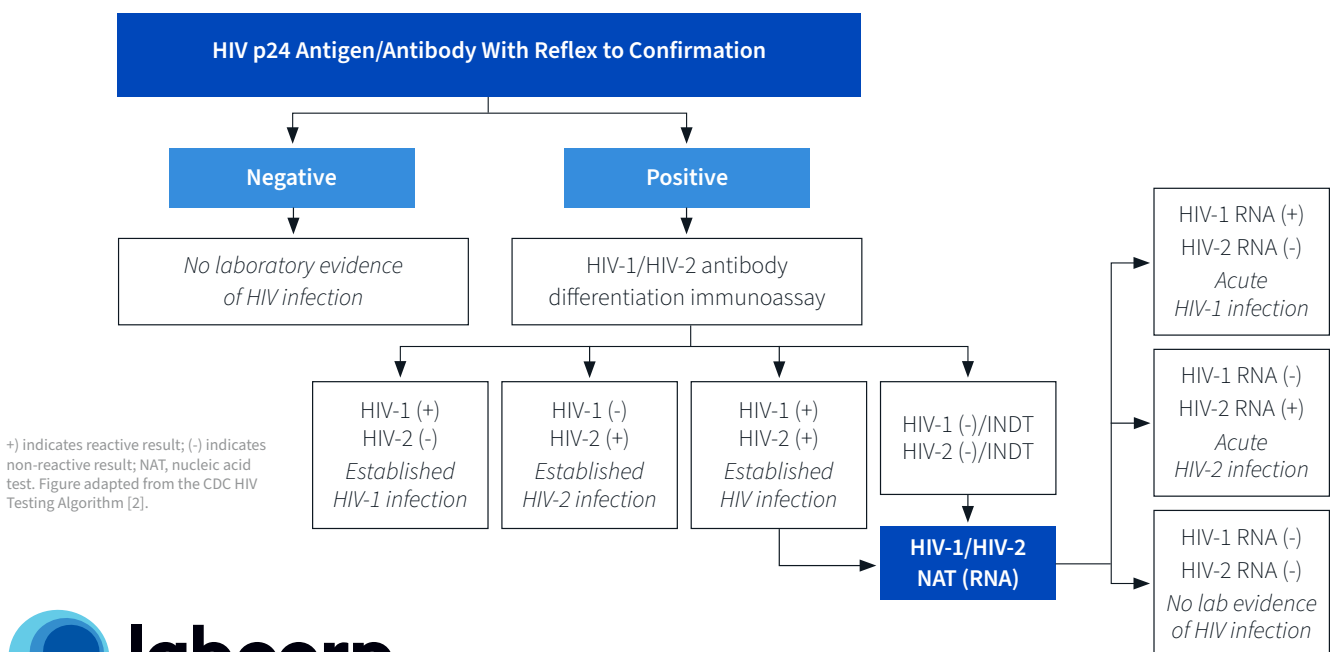 HIV p24 Antigen/Antibody With Reflex to Confirmation
Negative
Positive
No laboratory evidence
of HIV infection
HIV-1/HIV-2 antibody
differentiation immunoassay
HIV-1 (+)
HIV-2 (-)
Established
HIV-1 infection
HIV-1 (-)
HIV-2 (+)
Established
HIV-2 infection
HIV-1 (+)
HIV-2 (+)
Established
HIV infection
HIV-1 (-)/INDT
HIV-2 (-)/INDT
HIV-1/HIV-2
NAT (RNA)
HIV-1 RNA (+)
HIV-2 RNA (-)
Acute
HIV-1 infection
HIV-1 RNA (-)
HIV-2 RNA (+)
Acute
HIV-2 infection
HIV-1 RNA (-)
HIV-2 RNA (-)
No lab evidence
of HIV infection
+) indicates reactive result; (-) indicates
non-reactive result; NAT, nucleic acid
test. Figure adapted from the CDC HIV
Testing Algorithm [2].
labcorp